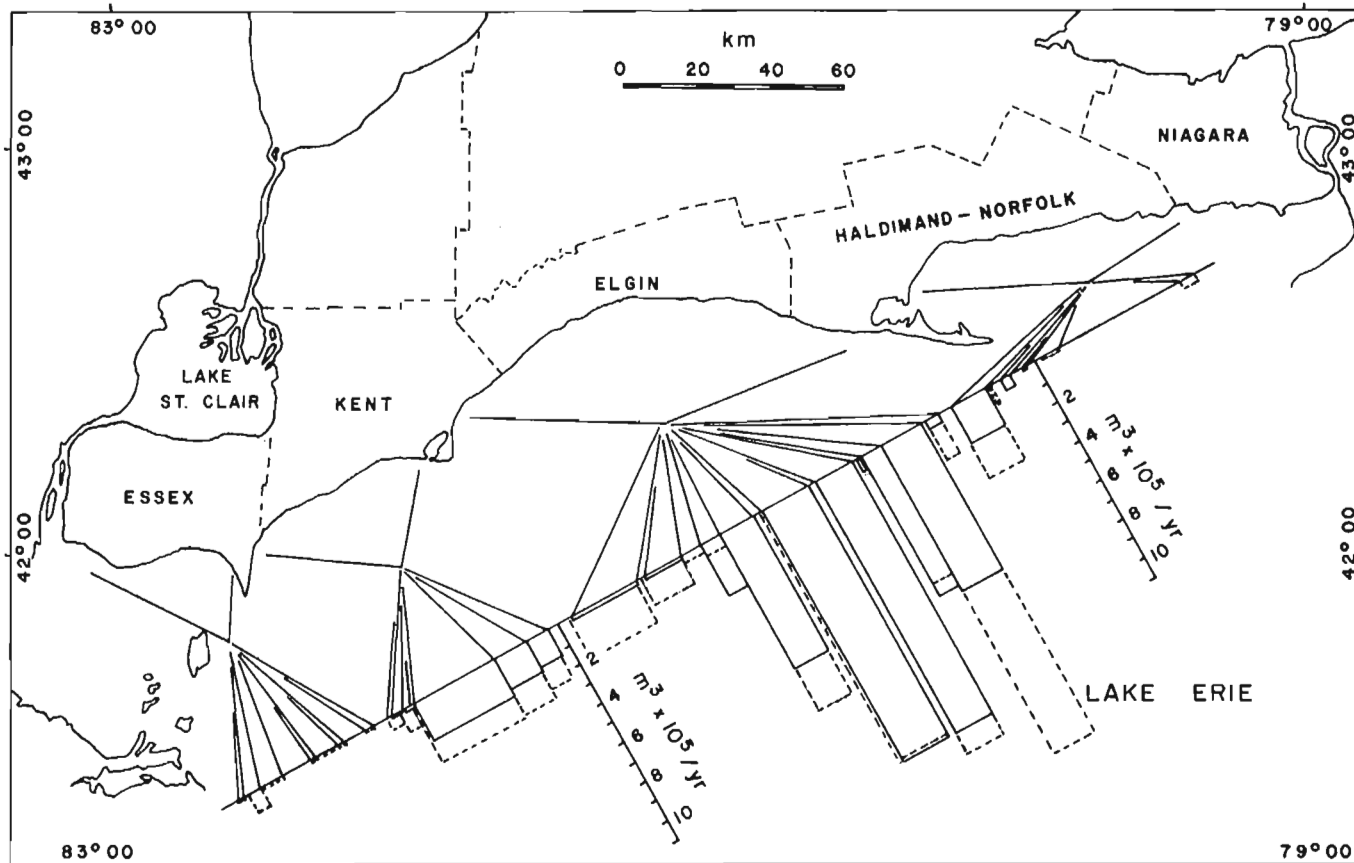 83° 00
79° 00
km
0 20 40 60
43° 00
43° 00
NIAGARA
HALDIMAND – NORFOLK
ELGIN
LAKE
ST. CLAIR
KENT
ESSEX
2
4
6
8
10
m³ x 10⁵ / yr
42° 00
42° 00
2
4
6
8
10
m³ x 10⁵ / yr
LAKE ERIE
83° 00
79° 00